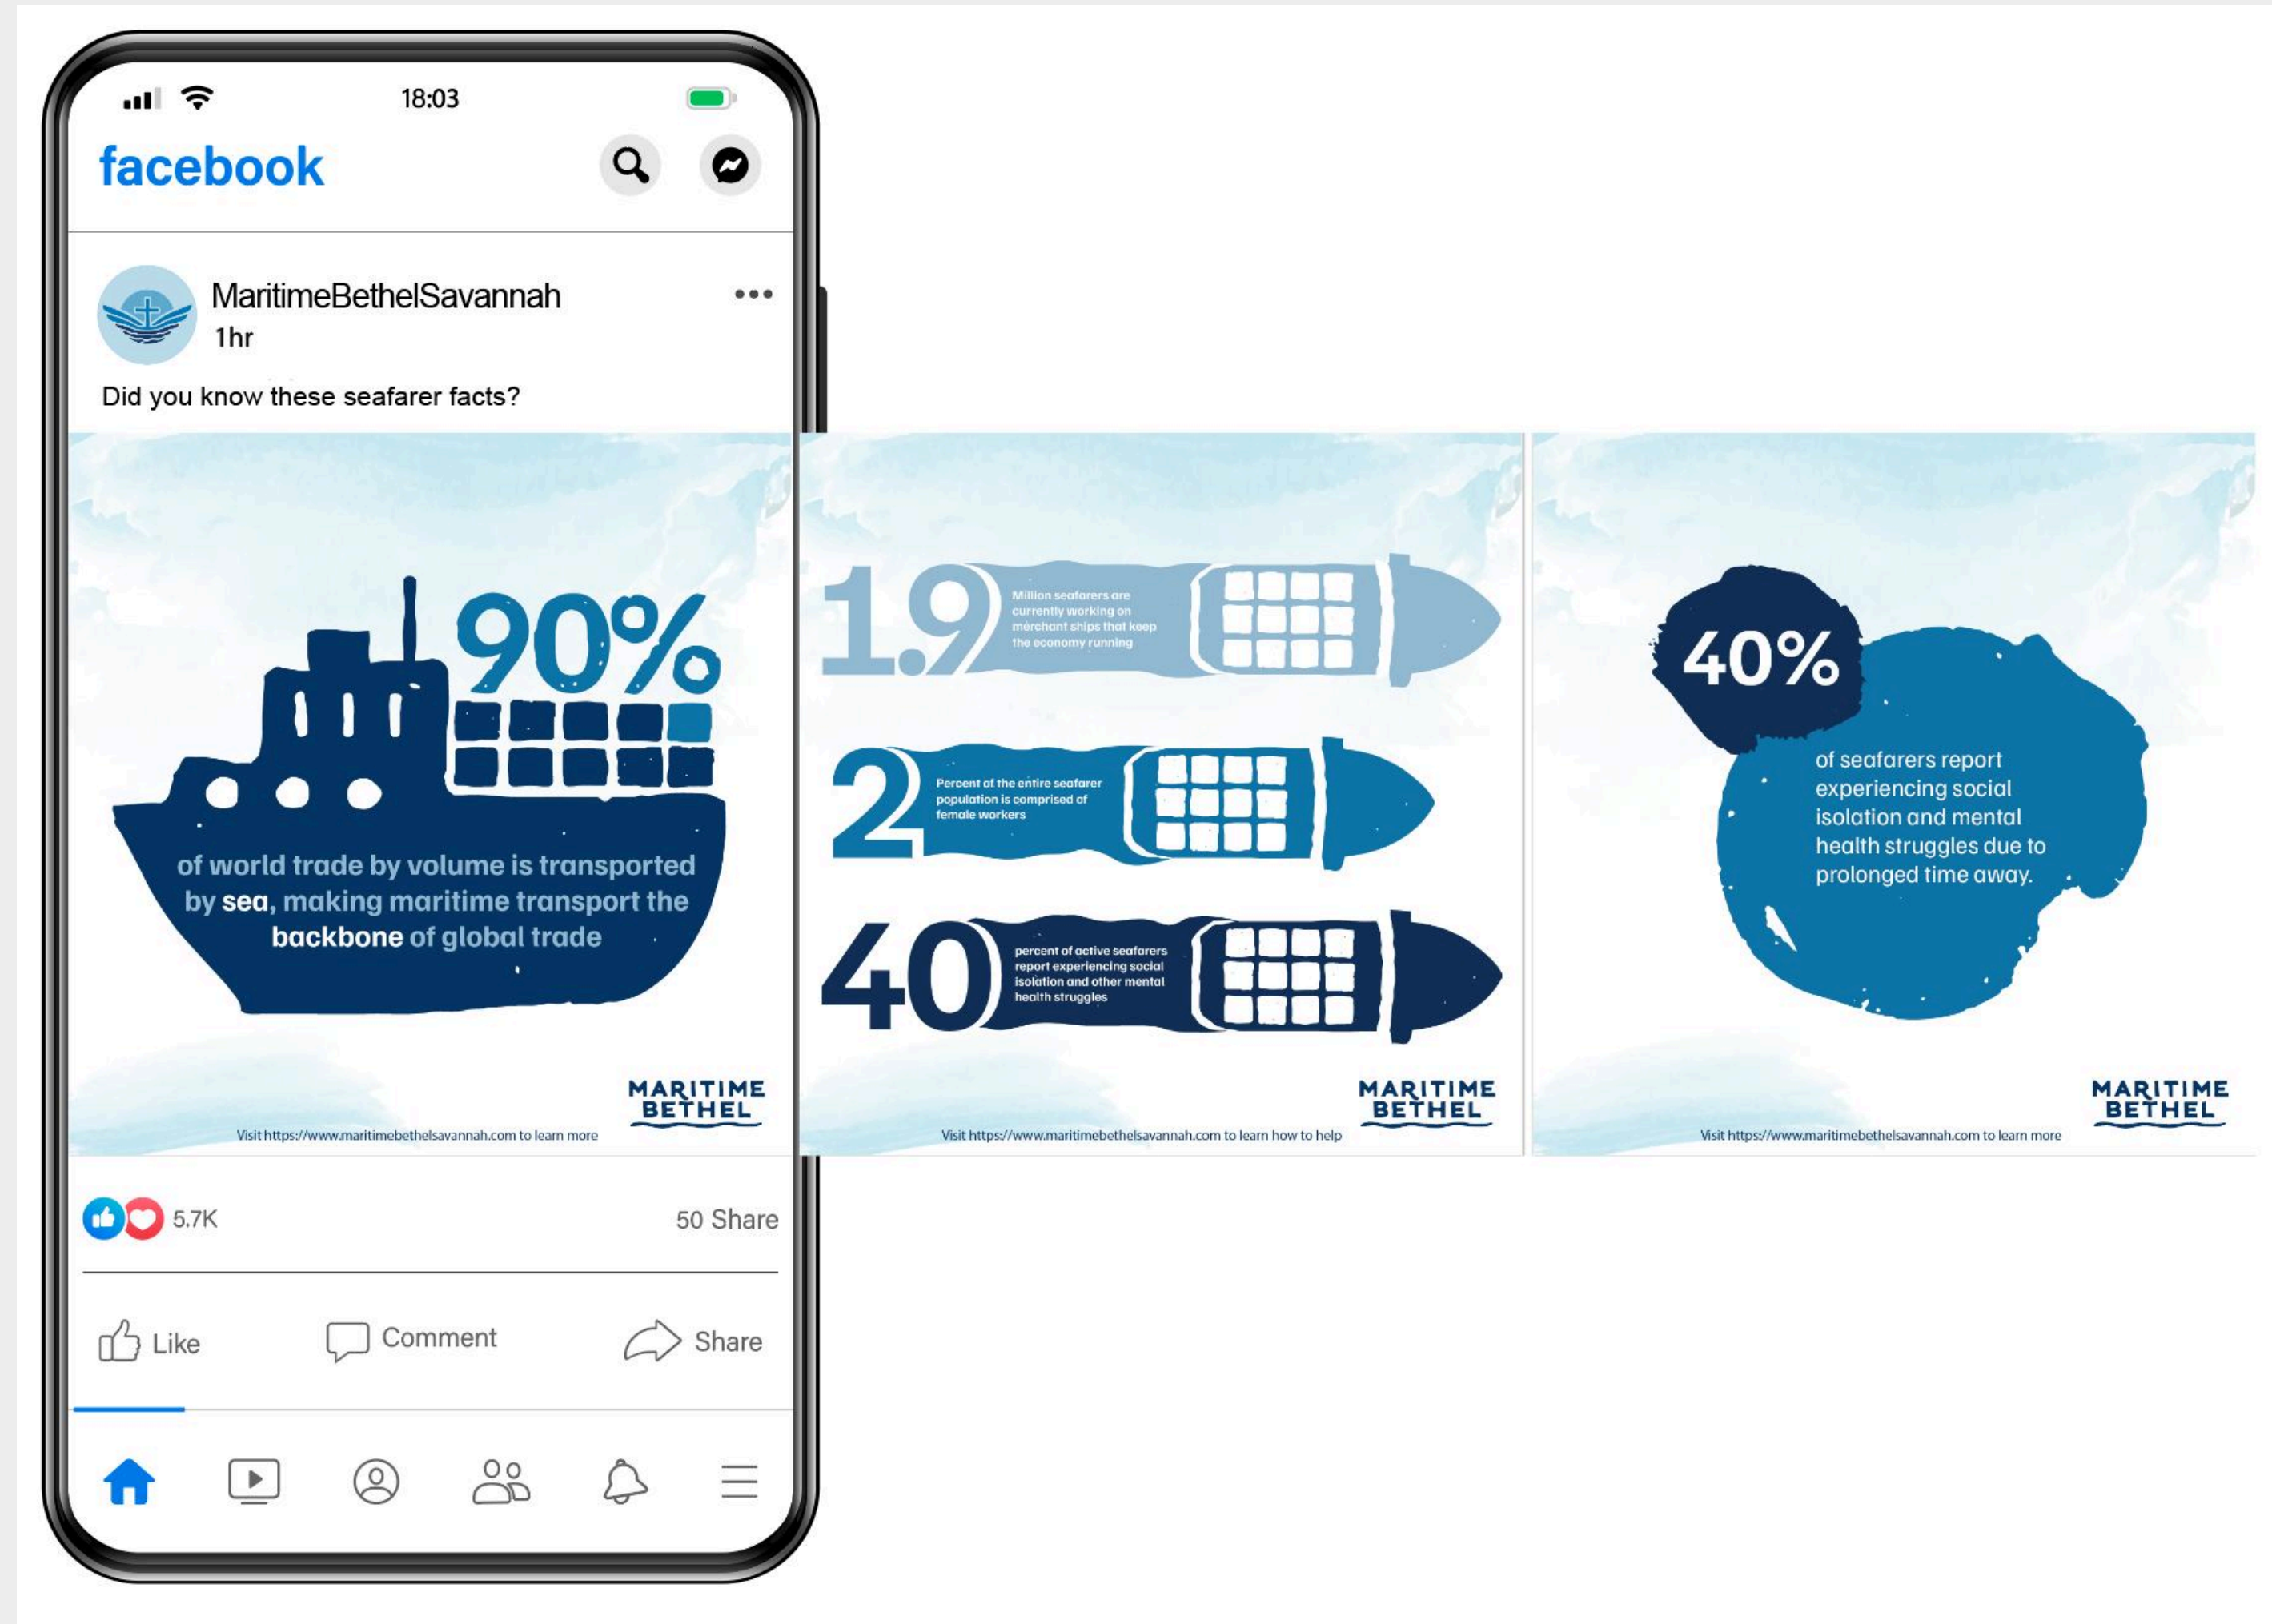 18:03
facebook
MaritimeBethelSavannah
1hr
Did you know these seafarer facts?
90%
of world trade by volume is transported
by sea, making maritime transport the
backbone of global trade
MARITIME
BETHEL
Visit https://www.maritimebethelsavannah.com to learn more
1.9
Million seafarers are
currently working on
merchant ships that keep
the economy running
2
Percent of the entire seafarer
population is comprised of
female workers
40
percent of active seafarers
report experiencing social
isolation and other mental
health struggles
MARITIME
BETHEL
Visit https://www.maritimebethelsavannah.com to learn how to help
40%
of seafarers report
experiencing social
isolation and mental
health struggles due to
prolonged time away.
MARITIME
BETHEL
Visit https://www.maritimebethelsavannah.com to learn more
5.7K
50 Share
Like
Comment
Share